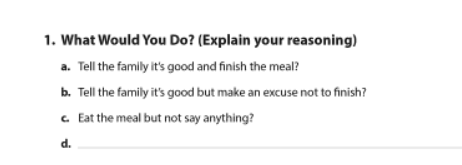 1. What Would You Do? (Explain your reasoning)
a. Tell the family it's good and finish the meal?
b. Tell the family it's good but make an excuse not to finish?
c. Eat the meal but not say anything?
d.